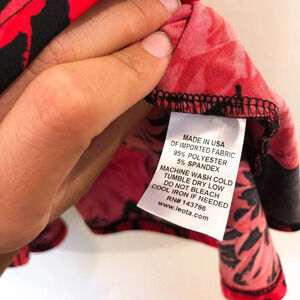 MADE IN USA
OF IMPORTED FABRIC
95% POLYESTER
5% SPANDEX
MACHINE WASH COLD
TUMBLE DRY LOW
DO NOT BLEACH
COOL IRON IF NEEDED
RN# 143786
www.leota.com